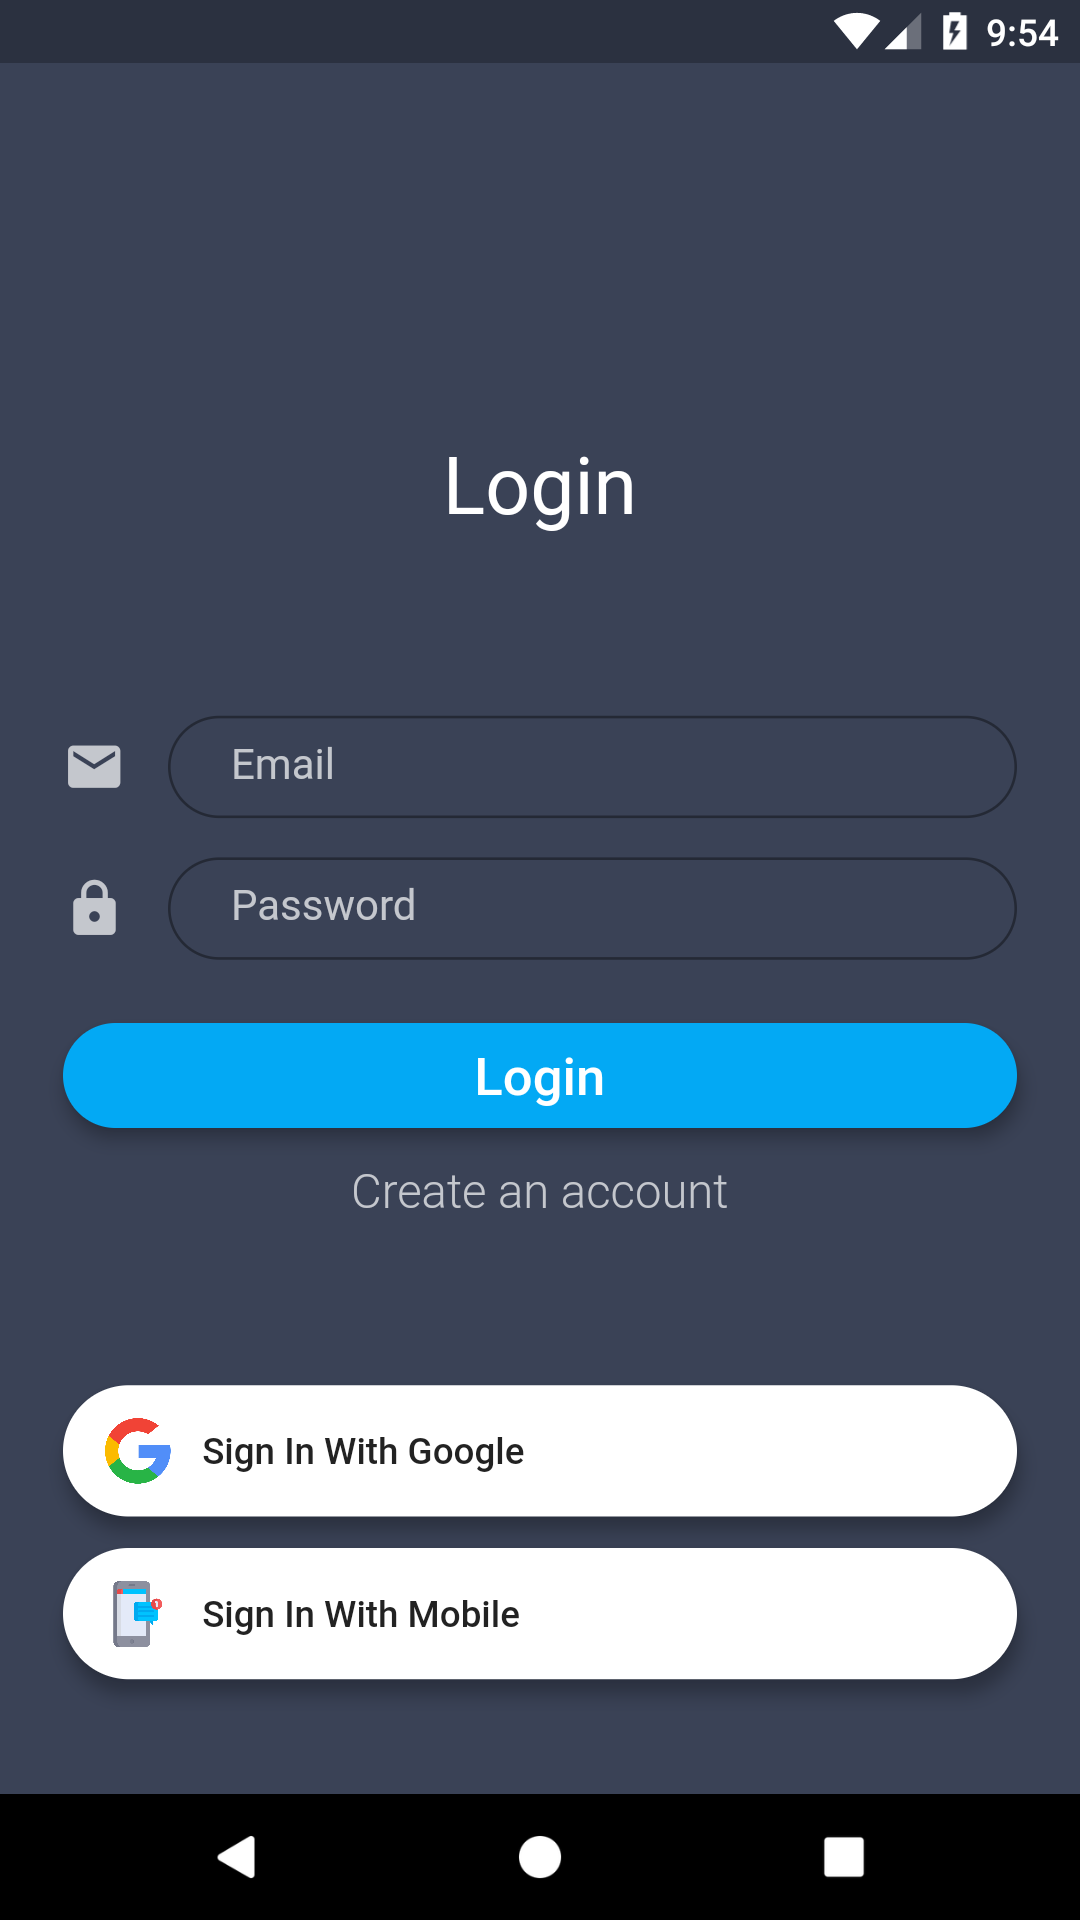 9:54
Login
Email
Password
Login
Create an account
Sign In With Google
Sign In With Mobile